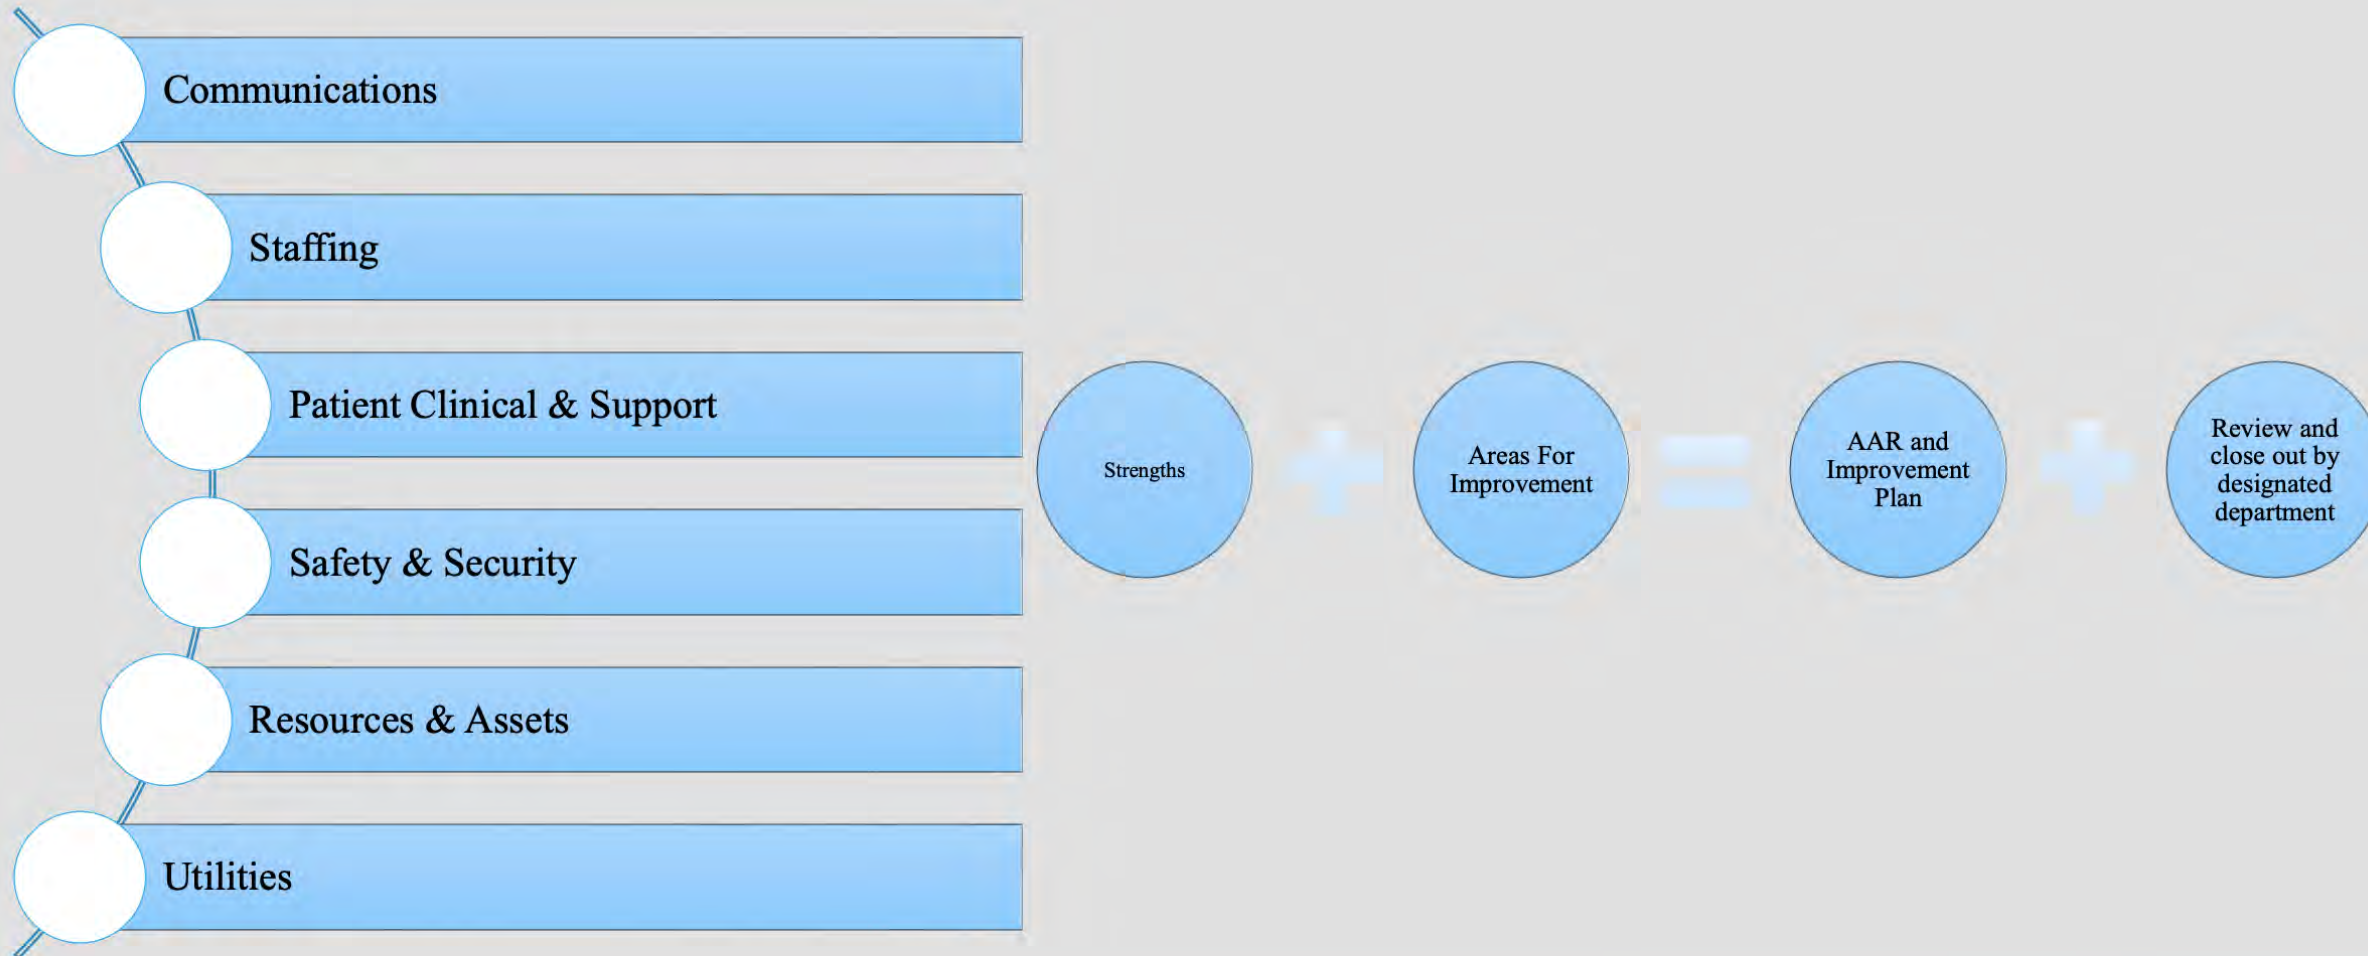 Communications
Staffing
Patient Clinical & Support
Safety & Security
Resources & Assets
Utilities
Strengths
Areas For
Improvement
AAR and
Improvement
Plan
Review and
close out by
designated
department